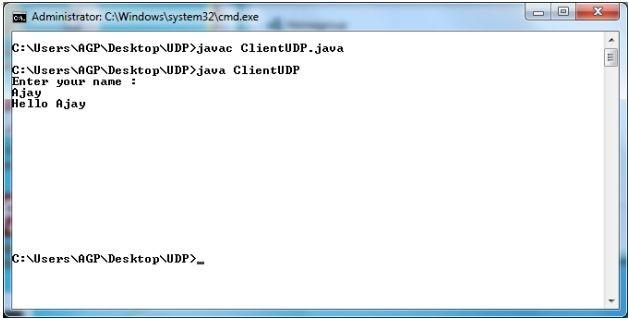 Administrator: C:\Windows\system32\cmd.exe
C:\Users\AGP\Desktop\UDP>javac ClientUDP.java
C:\Users\AGP\Desktop\UDP>java ClientUDP
Enter your name :
Ajay
Hello Ajay
C:\Users\AGP\Desktop\UDP>_